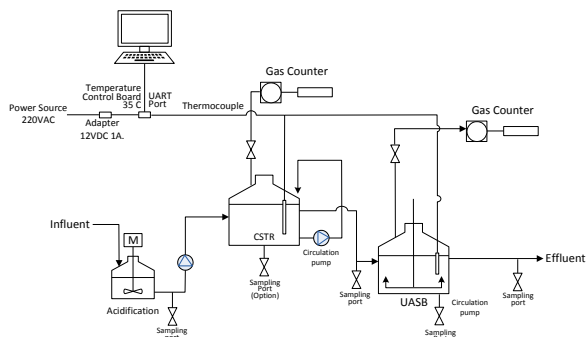 Gas Counter
Temperature
Control Board
35 C
UART
Port
Power Source
220VAC
Thermocouple
Adapter
12VDC 1A.
Gas Counter
Influent
M
CSTR
Circulation
pump
Effluent
Sampling
Port
(Option)
Sampling
port
UASB
Circulation
pump
Acidification
Sampling
port
Sampling
port
Sampling